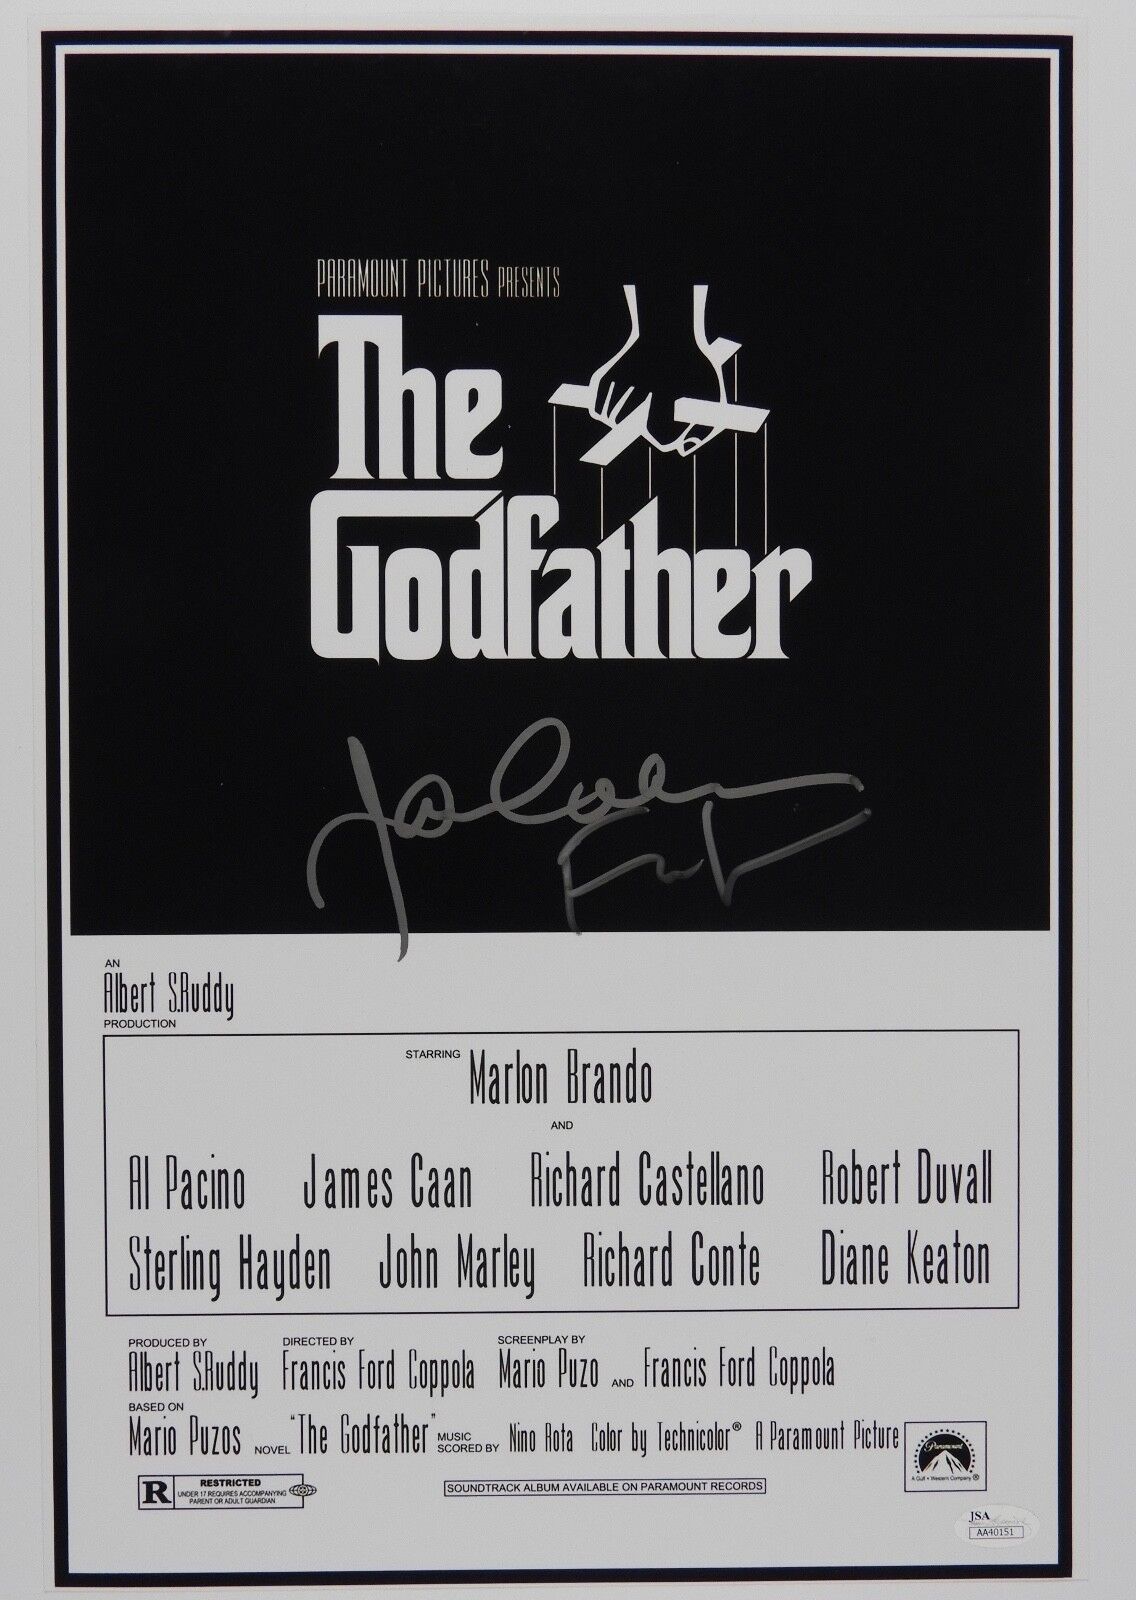 PARAMOUNT PICTURES PRESENTS
The
Godfather
AN
Albert S.Ruddy
PRODUCTION
STARRING Marlon Brando
AND
Al Pacino James Caan Richard Castellano Robert Duvall
Sterling Hayden John Marley Richard Conte Diane Keaton
PRODUCED BY DIRECTED BY SCREENPLAY BY
Albert S.Ruddy Francis Ford Coppola Mario Puzo AND Francis Ford Coppola
BASED ON
Mario Puzos NOVEL "The Godfather" MUSIC SCORED BY Nino Rota Color by Technicolor® A Paramount Picture
Paramount
A Gulf + Western Company
R RESTRICTED
UNDER 17 REQUIRES ACCOMPANYING
PARENT OR ADULT GUARDIAN
SOUNDTRACK ALBUM AVAILABLE ON PARAMOUNT RECORDS
JSA
AA40151